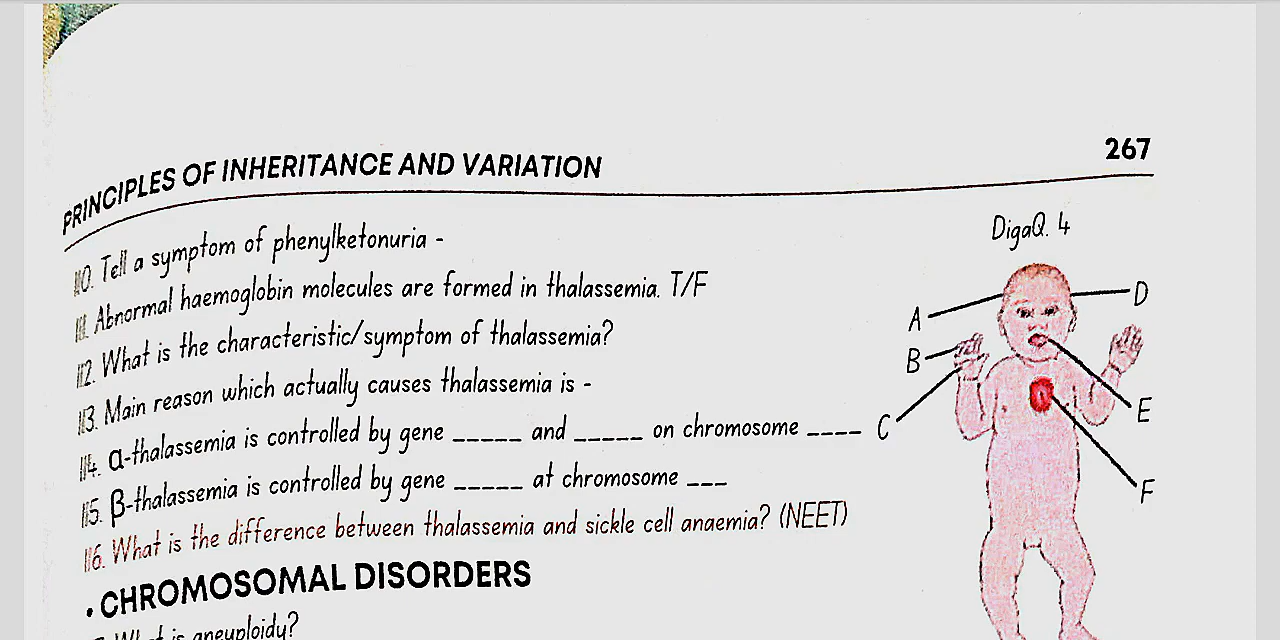 PRINCIPLES OF INHERITANCE AND VARIATION
267
110. Tell a symptom of phenylketonuria -
111. Abnormal haemoglobin molecules are formed in thalassemia. T/F
112. What is the characteristic/symptom of thalassemia?
113. Main reason which actually causes thalassemia is -
114. α-thalassemia is controlled by gene _____ and _____ on chromosome ____
115. β-thalassemia is controlled by gene _____ at chromosome ___
116. What is the difference between thalassemia and sickle cell anaemia? (NEET)
• CHROMOSOMAL DISORDERS
What is aneuploidy?
DigaQ. 4
A
D
B
C
E
F